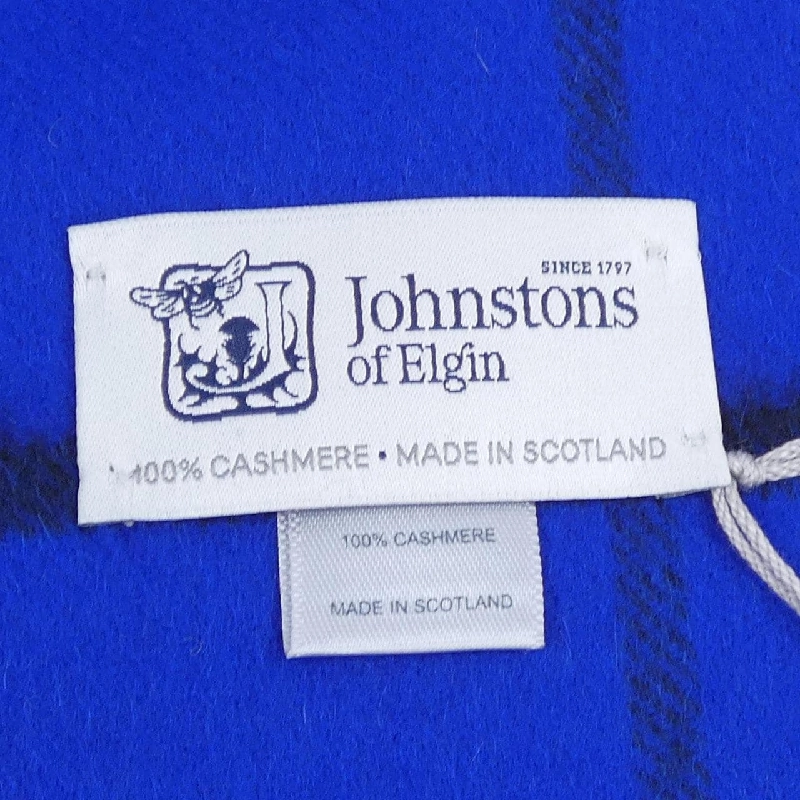 SINCE 1797
Johnstons
of Elgin
100% CASHMERE • MADE IN SCOTLAND
100% CASHMERE
MADE IN SCOTLAND